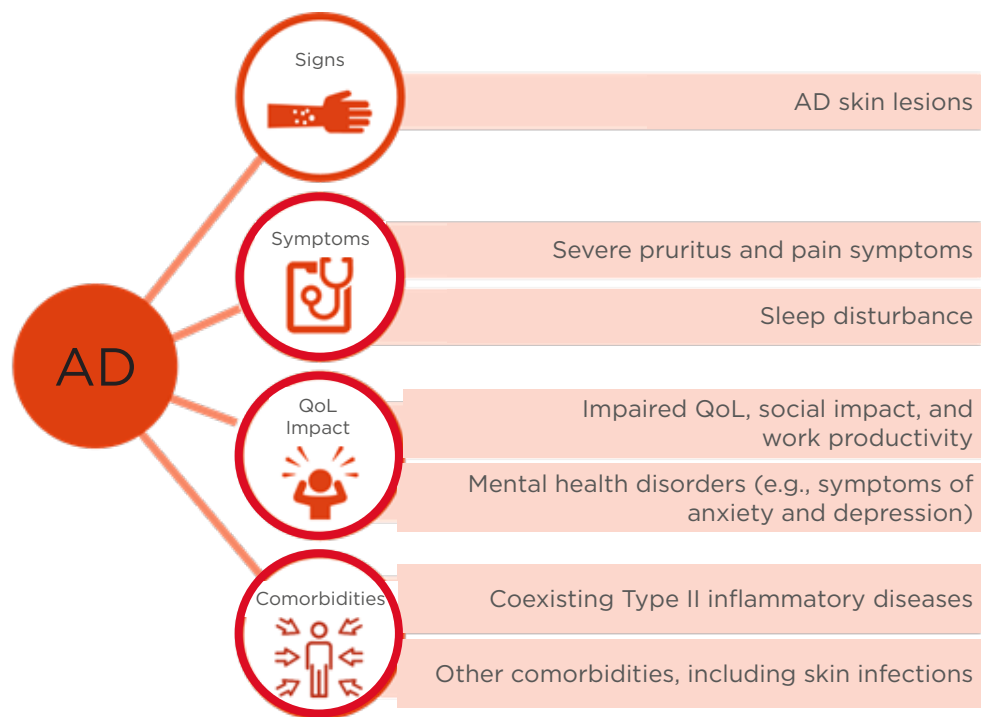 AD
Signs
AD skin lesions
Symptoms
Severe pruritus and pain symptoms
Sleep disturbance
QoL
Impact
Impaired QoL, social impact, and
work productivity
Mental health disorders (e.g., symptoms of
anxiety and depression)
Comorbidities
Coexisting Type II inflammatory diseases
Other comorbidities, including skin infections